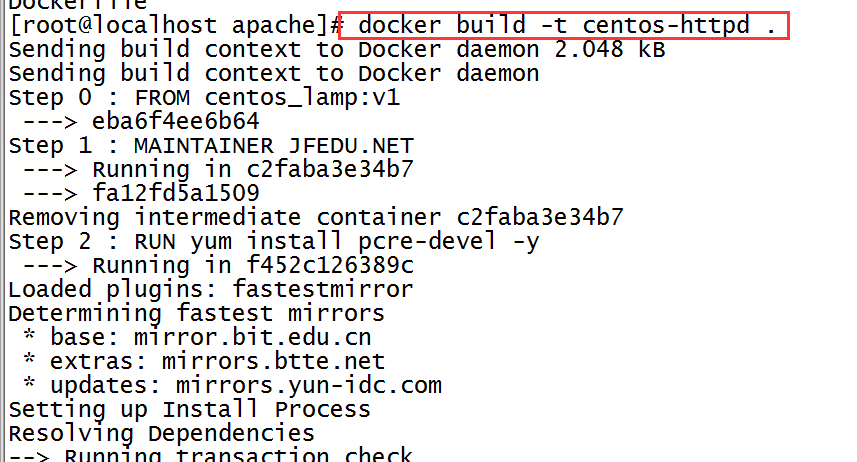 Dockerfile
[root@localhost apache]# docker build -t centos-httpd .
Sending build context to Docker daemon 2.048 kB
Sending build context to Docker daemon
Step 0 : FROM centos_lamp:v1
 ---> eba6f4ee6b64
Step 1 : MAINTAINER JFEDU.NET
 ---> Running in c2faba3e34b7
 ---> fa12fd5a1509
Removing intermediate container c2faba3e34b7
Step 2 : RUN yum install pcre-devel -y
 ---> Running in f452c126389c
Loaded plugins: fastestmirror
Determining fastest mirrors
 * base: mirror.bit.edu.cn
 * extras: mirrors.btte.net
 * updates: mirrors.yun-idc.com
Setting up Install Process
Resolving Dependencies
--> Running transaction check